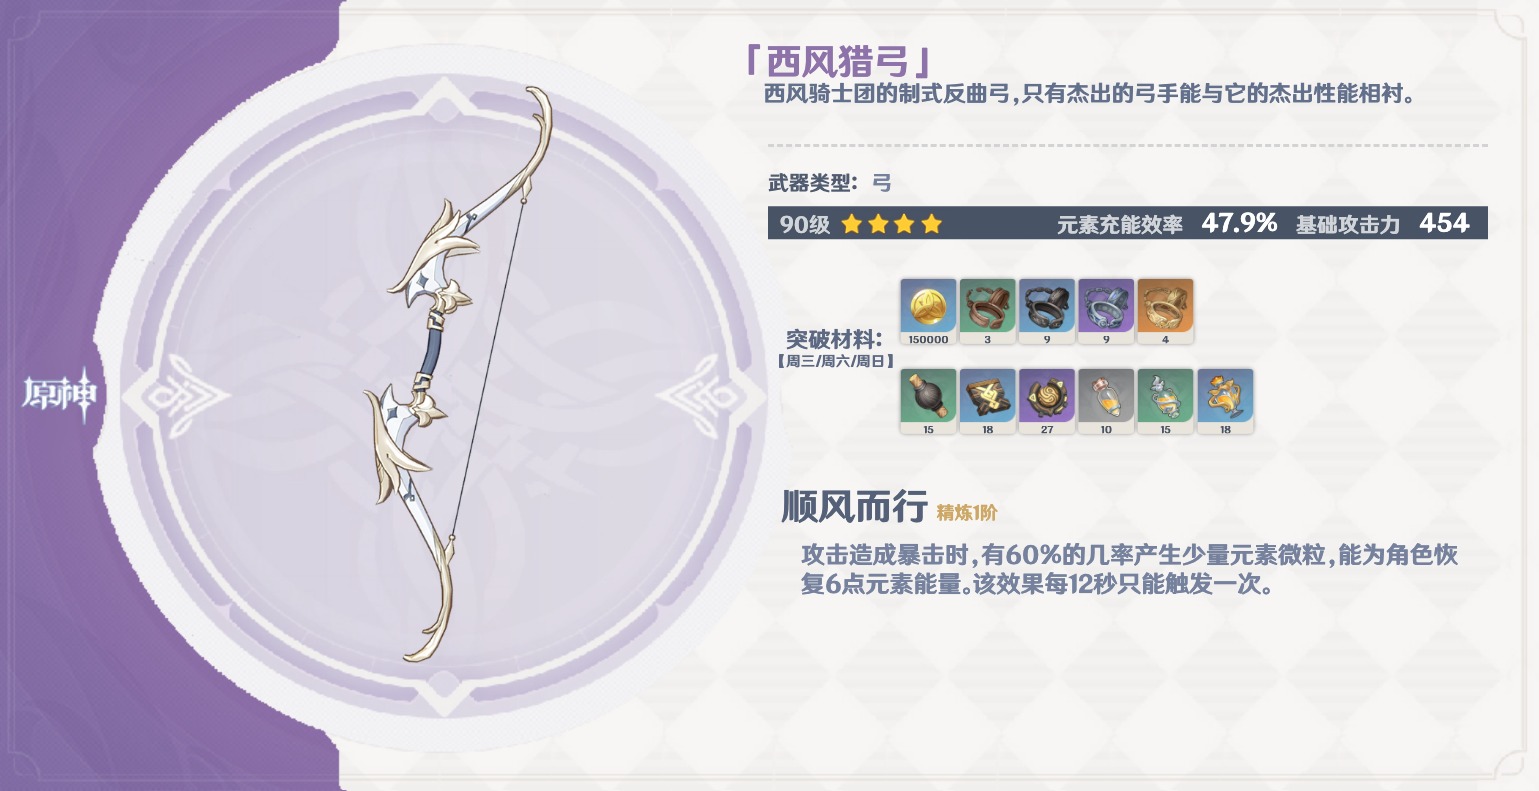 「西风猎弓」
西风骑士团的制式反曲弓,只有杰出的弓手能与它的杰出性能相衬。
武器类型: 弓
90级 元素充能效率 47.9% 基础攻击力 454
突破材料:
【周三/周六/周日】
150000 3 9 9 4
15 18 27 10 15 18
原神
顺风而行 精炼1阶
攻击造成暴击时,有60%的几率产生少量元素微粒,能为角色恢
复6点元素能量。该效果每12秒只能触发一次。